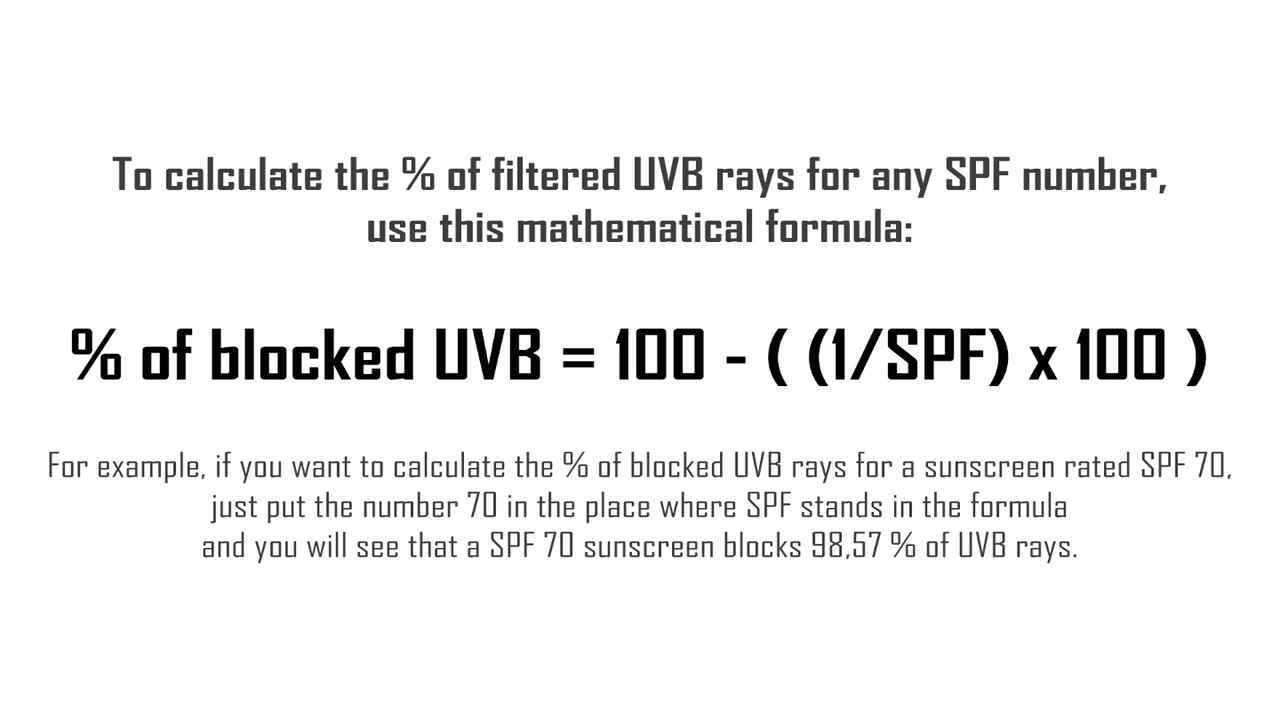 To calculate the % of filtered UVB rays for any SPF number,
use this mathematical formula:
% of blocked UVB = 100 - ( (1/SPF) x 100 )
For example, if you want to calculate the % of blocked UVB rays for a sunscreen rated SPF 70,
just put the number 70 in the place where SPF stands in the formula
and you will see that a SPF 70 sunscreen blocks 98,57 % of UVB rays.